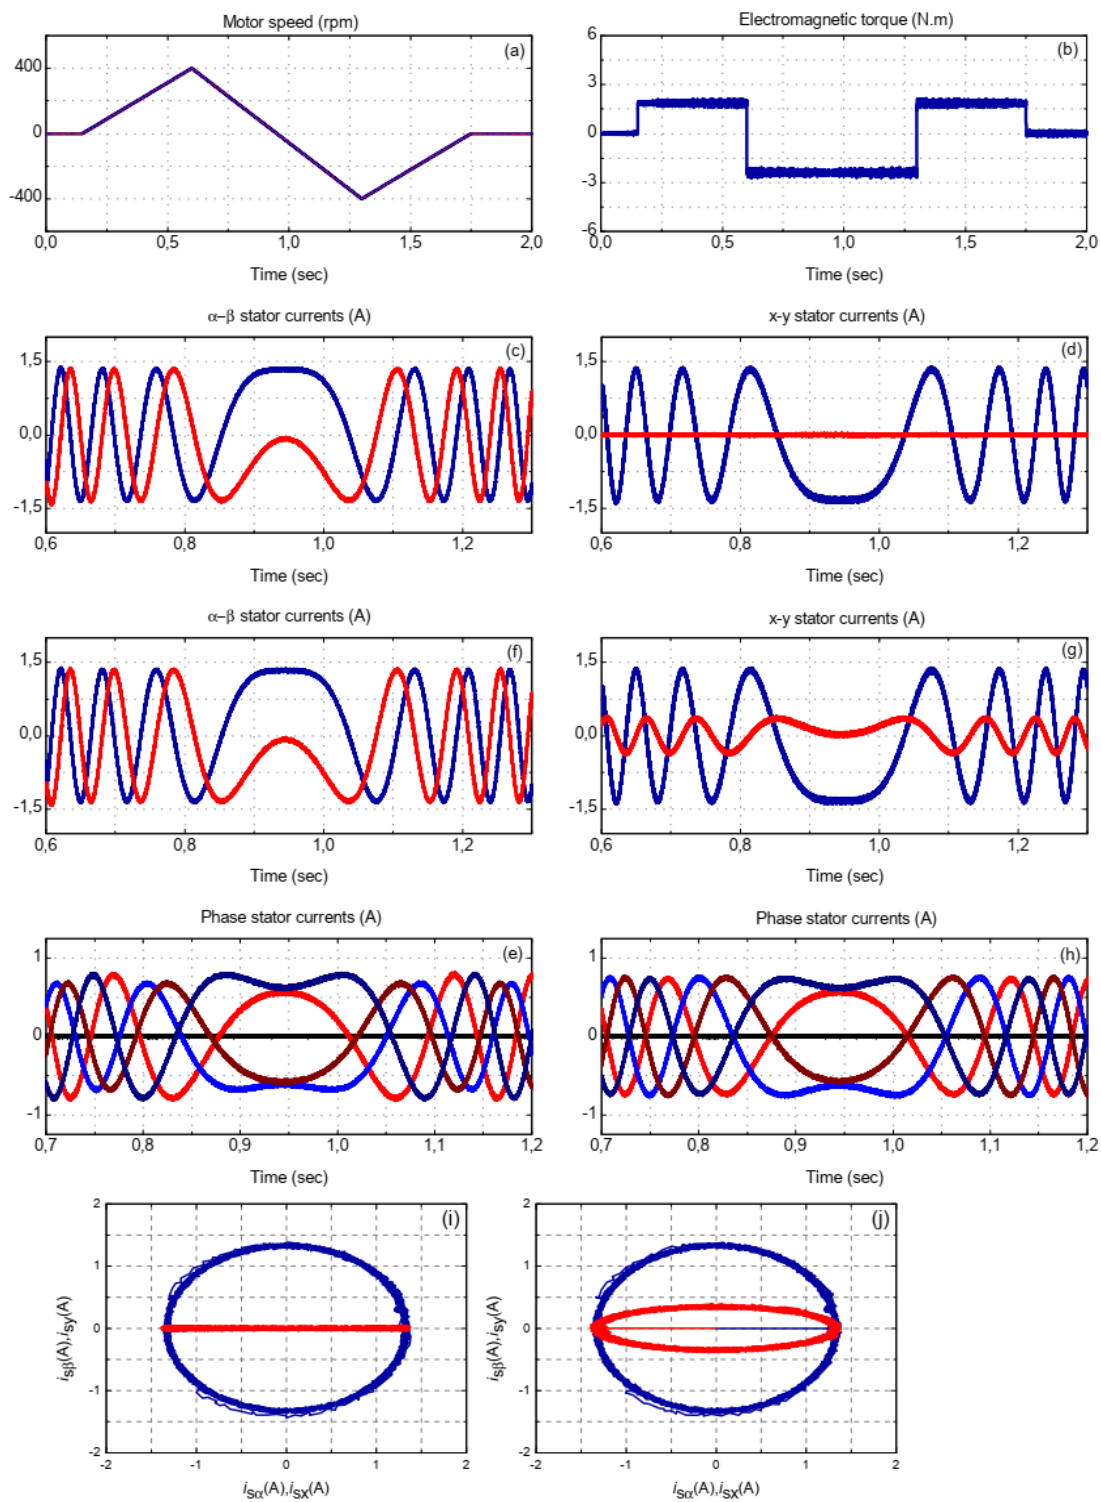 Motor speed (rpm)
Electromagnetic torque (N.m)
(a)
400
0
-400
0,0 0,5 1,0 1,5 2,0
Time (sec)
(b)
6
3
0
-3
-6
0,0 0,5 1,0 1,5 2,0
Time (sec)
α−β stator currents (A)
x-y stator currents (A)
(c)
1,5
0,0
-1,5
0,6 0,8 1,0 1,2
Time (sec)
(d)
1,5
0,0
-1,5
0,6 0,8 1,0 1,2
Time (sec)
α−β stator currents (A)
x-y stator currents (A)
(f)
1,5
0,0
-1,5
0,6 0,8 1,0 1,2
Time (sec)
(g)
1,5
0,0
-1,5
0,6 0,8 1,0 1,2
Time (sec)
Phase stator currents (A)
Phase stator currents (A)
(e)
1
0
-1
0,7 0,8 0,9 1,0 1,1 1,2
Time (sec)
(h)
1
0
-1
0,7 0,8 0,9 1,0 1,1 1,2
Time (sec)
(i)
2
1
0
-1
-2
isβ(A),isy(A)
-2 -1 0 1 2
isα(A),isx(A)
(j)
2
1
0
-1
-2
isβ(A),isy(A)
-2 -1 0 1 2
isα(A),isx(A)